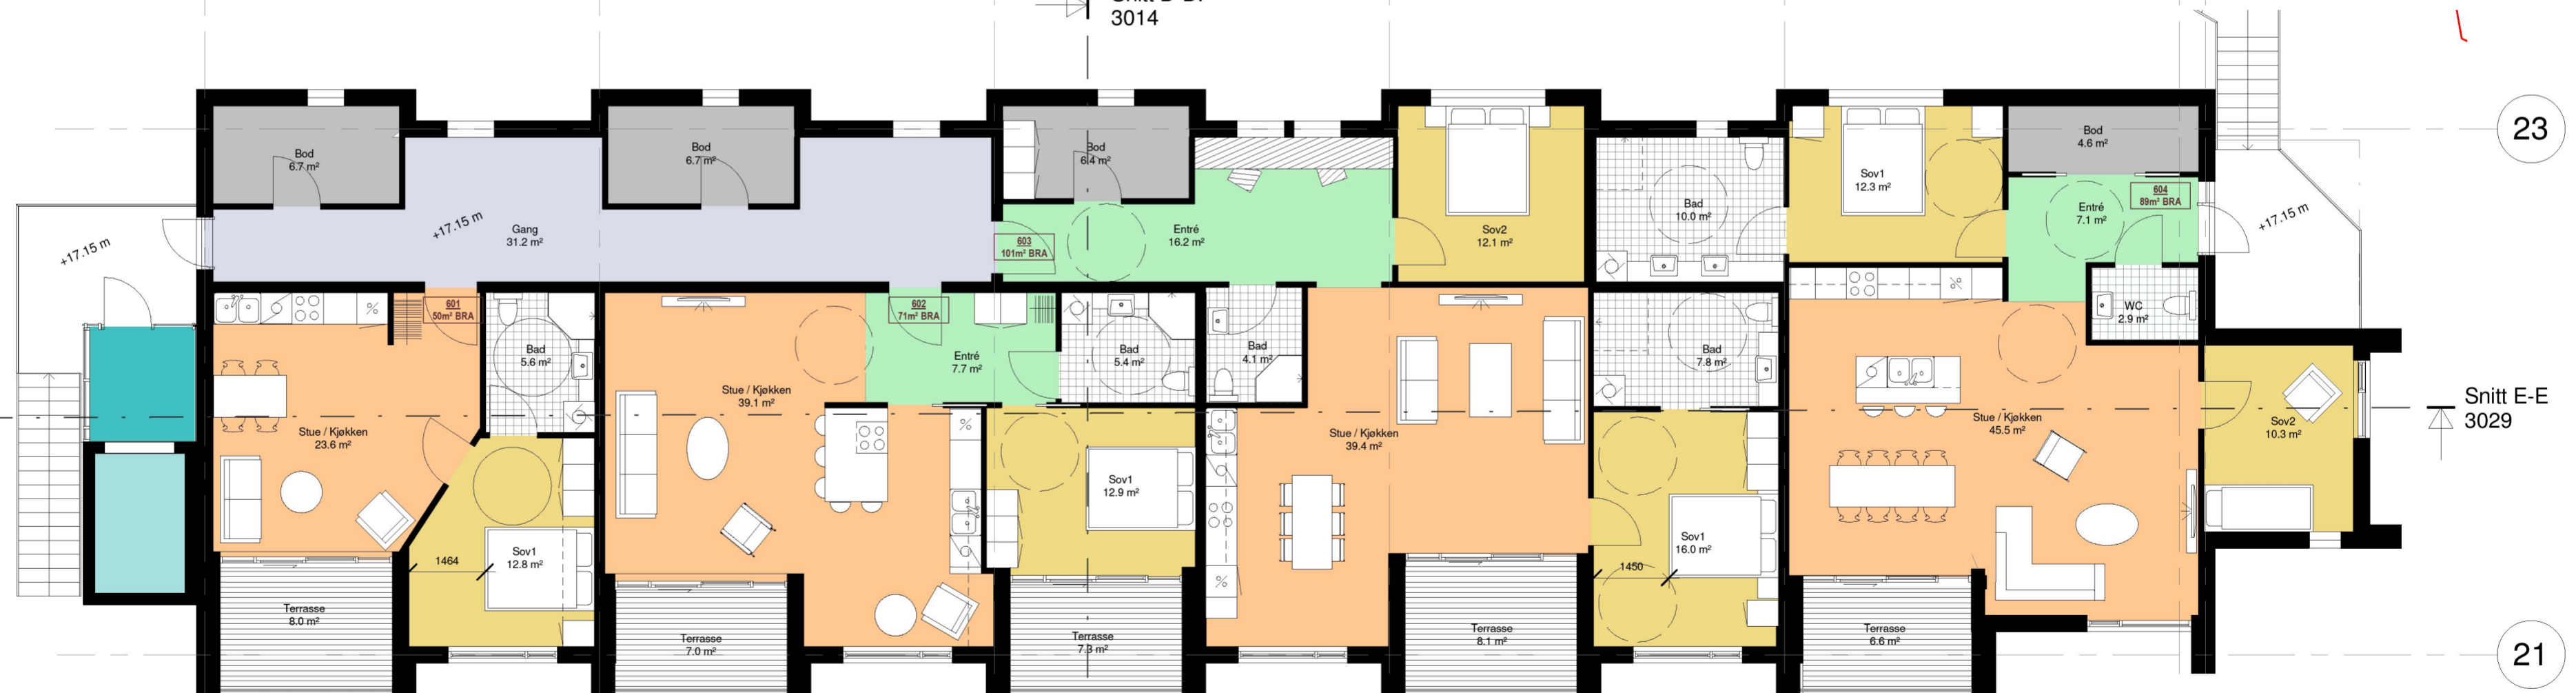 3014
23
Bod
6.7 m²
Bod
6.7 m²
Bod
6.4 m²
Bod
4.6 m²
Sov1
12.3 m²
604
89m² BRA
+17.15 m
+17.15 m
+17.15 m
Gang
31.2 m²
603
101m² BRA
Entré
16.2 m²
Sov2
12.1 m²
Bad
10.0 m²
Entré
7.1 m²
601
50m² BRA
602
71m² BRA
WC
2.9 m²
Bad
5.6 m²
Entré
7.7 m²
Bad
5.4 m²
Bad
4.1 m²
Bad
7.8 m²
Stue / Kjøkken
39.1 m²
Stue / Kjøkken
23.6 m²
Stue / Kjøkken
39.4 m²
Stue / Kjøkken
45.5 m²
Sov2
10.3 m²
Snitt E-E
3029
Sov1
12.9 m²
Sov1
12.8 m²
1464
Sov1
16.0 m²
1450
Terrasse
8.0 m²
Terrasse
7.0 m²
Terrasse
7.3 m²
Terrasse
8.1 m²
Terrasse
6.6 m²
21